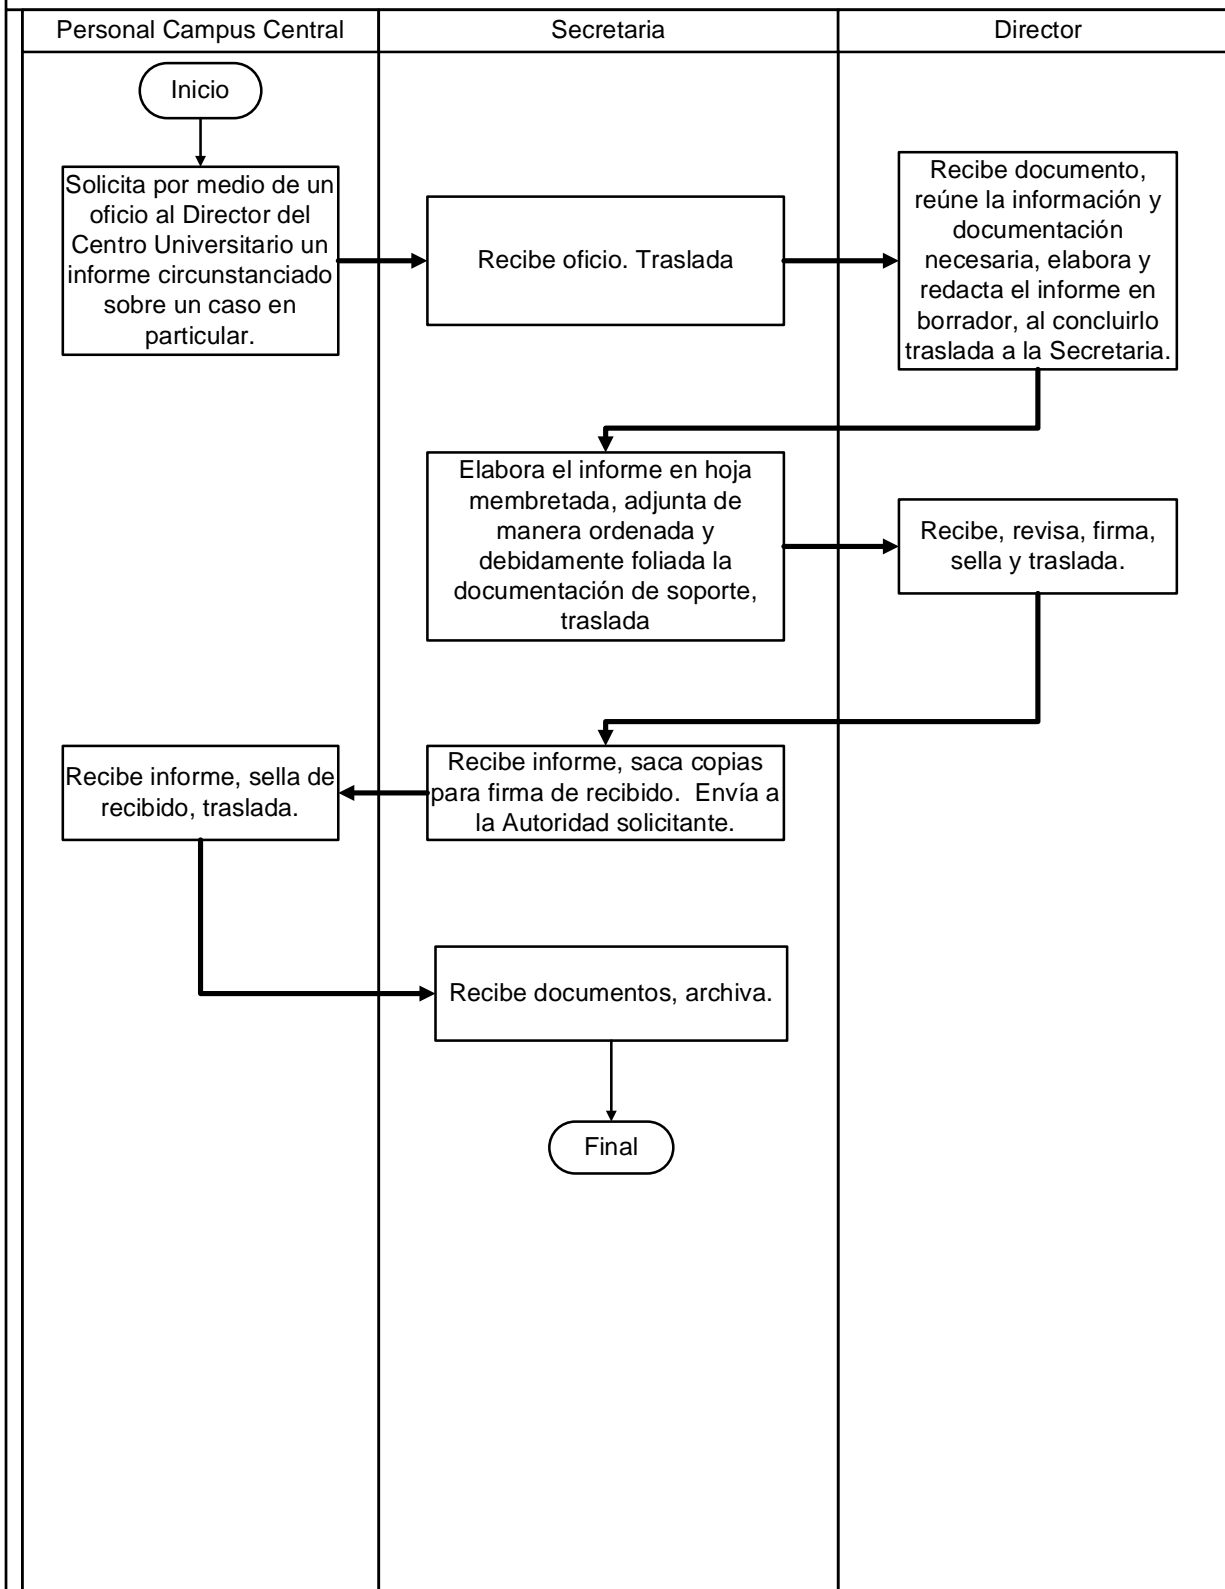 Personal Campus Central
Secretaria
Director
Inicio
Solicita por medio de un
oficio al Director del
Centro Universitario un
informe circunstanciado
sobre un caso en
particular.
Recibe oficio. Traslada
Recibe documento,
reúne la información y
documentación
necesaria, elabora y
redacta el informe en
borrador, al concluirlo
traslada a la Secretaria.
Elabora el informe en hoja
membretada, adjunta de
manera ordenada y
debidamente foliada la
documentación de soporte,
traslada
Recibe, revisa, firma,
sella y traslada.
Recibe informe, saca copias
para firma de recibido.  Envía a
la Autoridad solicitante.
Recibe informe, sella de
recibido, traslada.
Recibe documentos, archiva.
Final